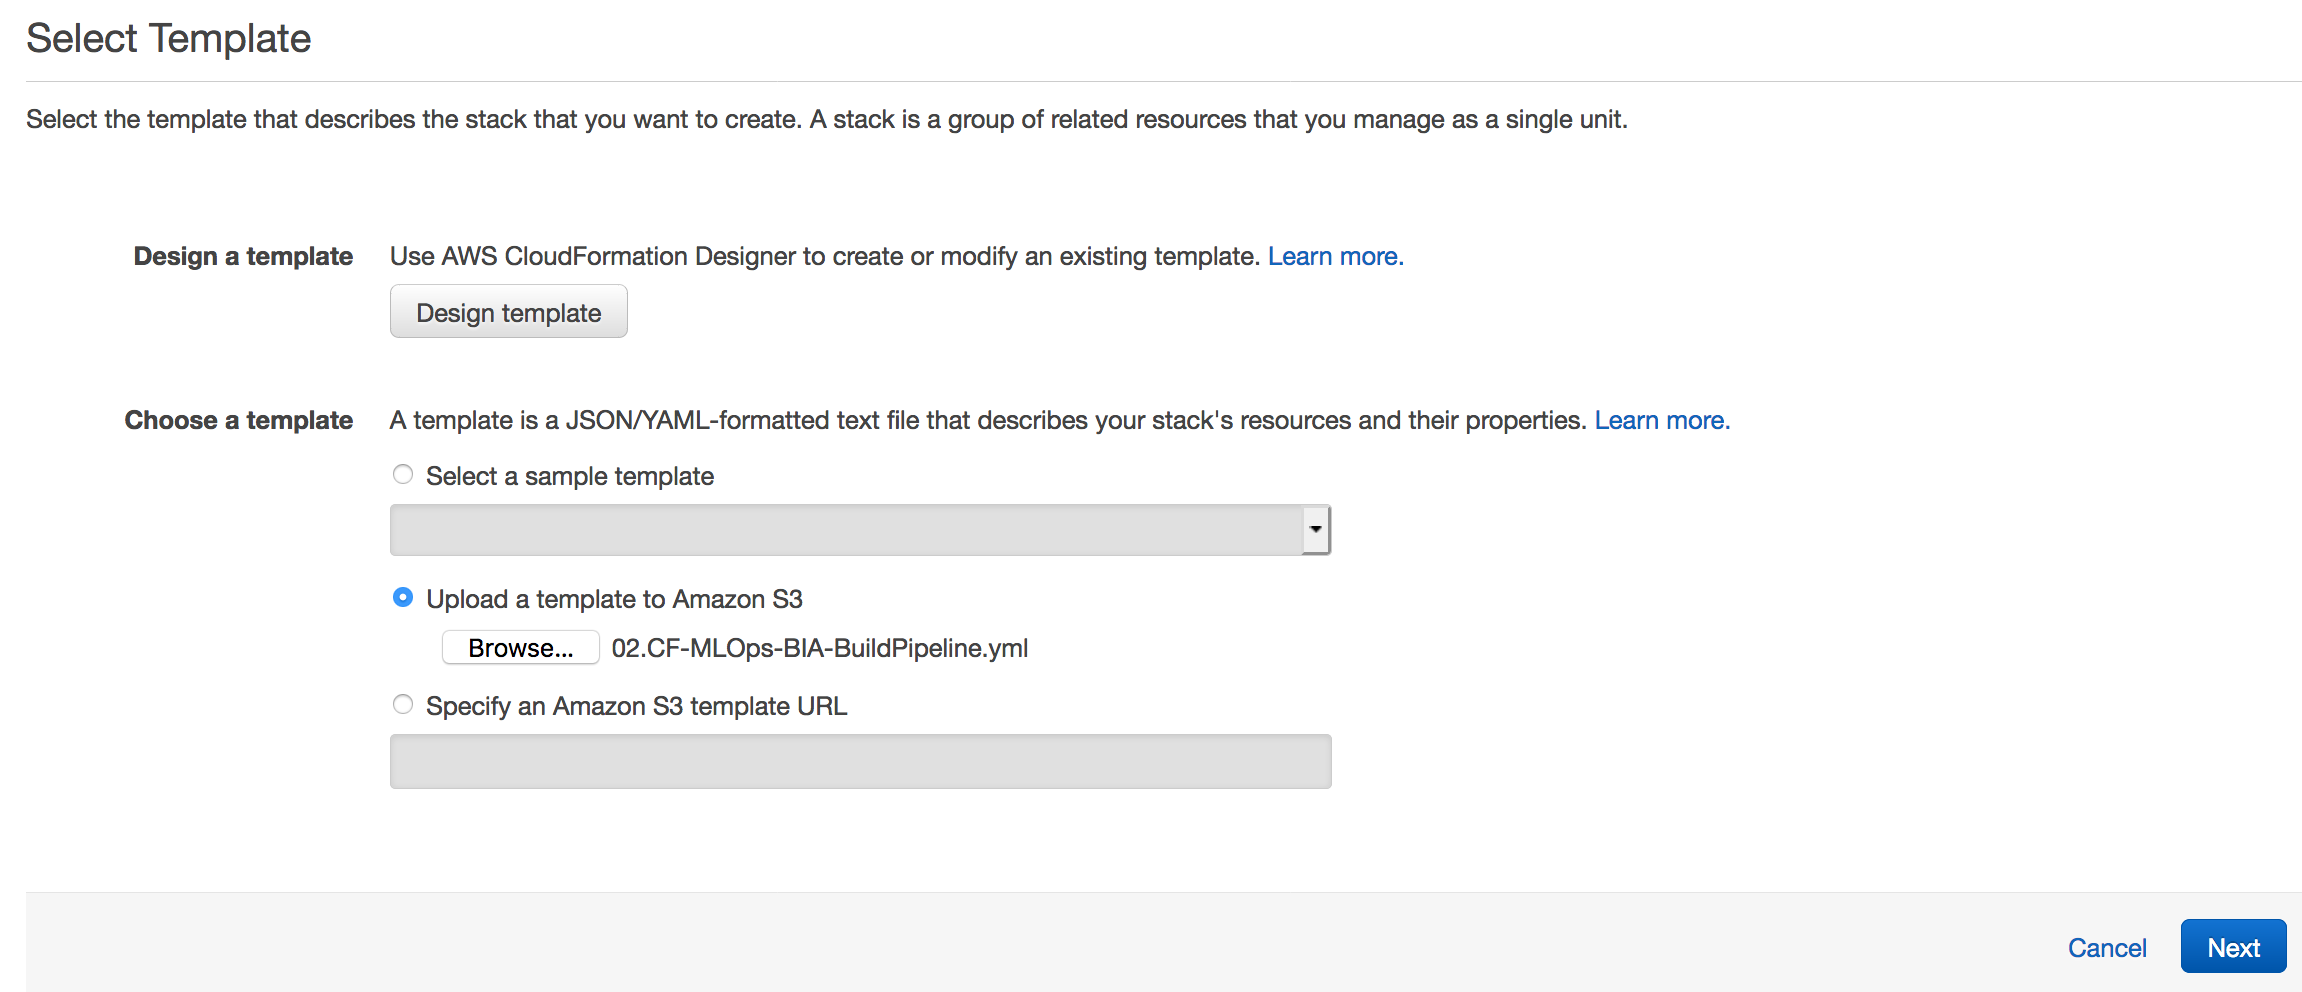 Select Template
Select the template that describes the stack that you want to create. A stack is a group of related resources that you manage as a single unit.
Design a template
Use AWS CloudFormation Designer to create or modify an existing template. Learn more.
Design template
Choose a template
A template is a JSON/YAML-formatted text file that describes your stack's resources and their properties. Learn more.
Select a sample template
Upload a template to Amazon S3
Browse... 02.CF-MLOps-BIA-BuildPipeline.yml
Specify an Amazon S3 template URL
Cancel
Next